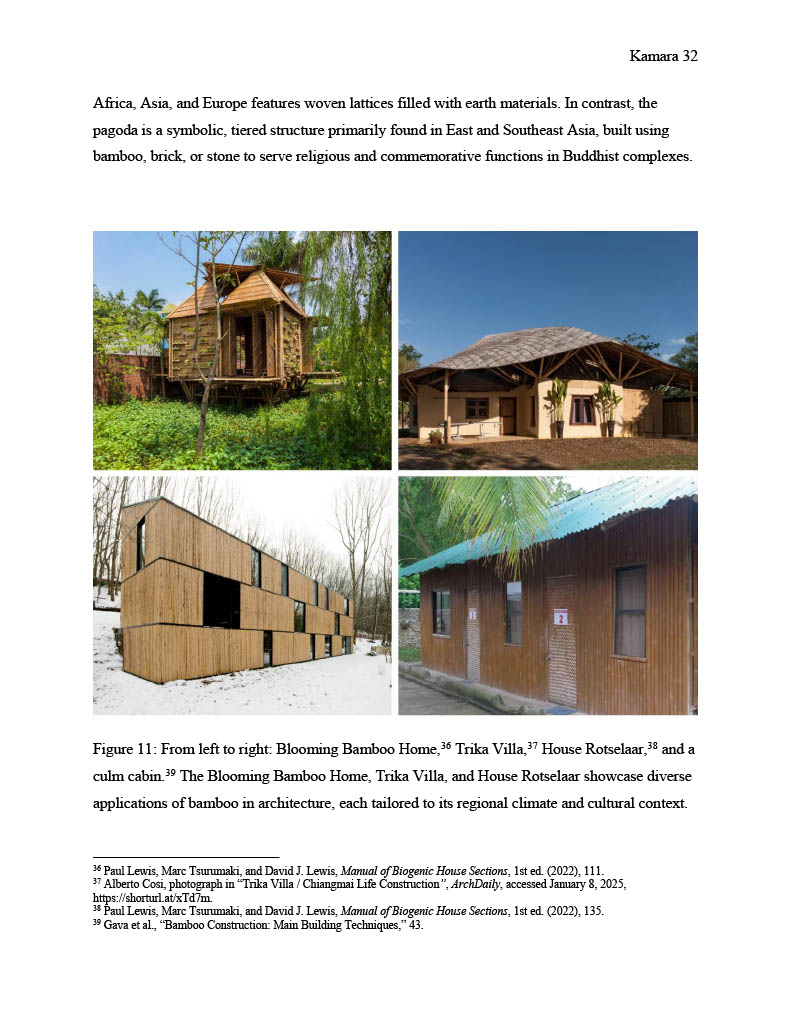 Kamara 32
Africa, Asia, and Europe features woven lattices filled with earth materials. In contrast, the
pagoda is a symbolic, tiered structure primarily found in East and Southeast Asia, built using
bamboo, brick, or stone to serve religious and commemorative functions in Buddhist complexes.
2
Figure 11: From left to right: Blooming Bamboo Home,36 Trika Villa,37 House Rotselaar,38 and a
culm cabin.39 The Blooming Bamboo Home, Trika Villa, and House Rotselaar showcase diverse
applications of bamboo in architecture, each tailored to its regional climate and cultural context.
36 Paul Lewis, Marc Tsurumaki, and David J. Lewis, Manual of Biogenic House Sections, 1st ed. (2022), 111.
37 Alberto Cosi, photograph in “Trika Villa / Chiangmai Life Construction”, ArchDaily, accessed January 8, 2025,
https://shorturl.at/xTd7m.
38 Paul Lewis, Marc Tsurumaki, and David J. Lewis, Manual of Biogenic House Sections, 1st ed. (2022), 135.
39 Gava et al., “Bamboo Construction: Main Building Techniques,” 43.